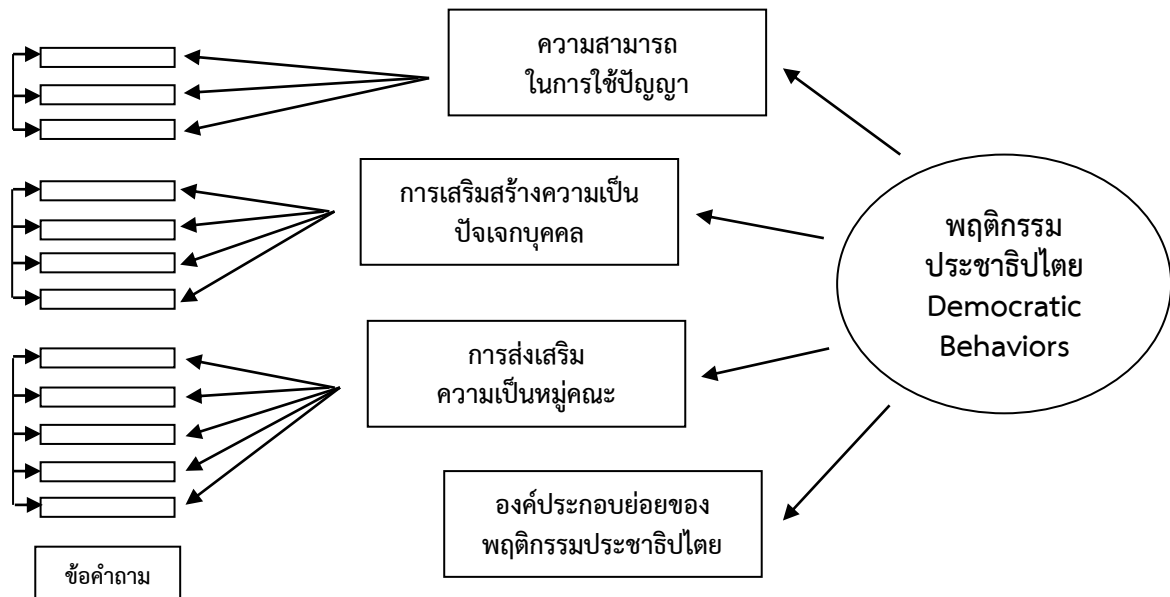 ความสามารถ
ในการใช้ปัญญา
การเสริมสร้างความเป็น
ปัจเจกบุคคล
พฤติกรรม
ประชาธิปไตย
Democratic
Behaviors
การส่งเสริม
ความเป็นหมู่คณะ
องค์ประกอบย่อยของ
พฤติกรรมประชาธิปไตย
ข้อคำถาม